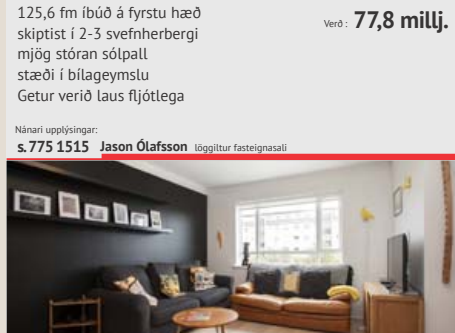 125,6 fm íbúð á fyrstu hæð
skiptist í 2-3 svefnherbergi
mjög stóran sólpall
stæði í bílageymslu
Getur verið laus fljótlega
Verð : 77,8 millj.
Nánari upplýsingar:
s. 775 1515 Jason Ólafsson löggiltur fasteignasali